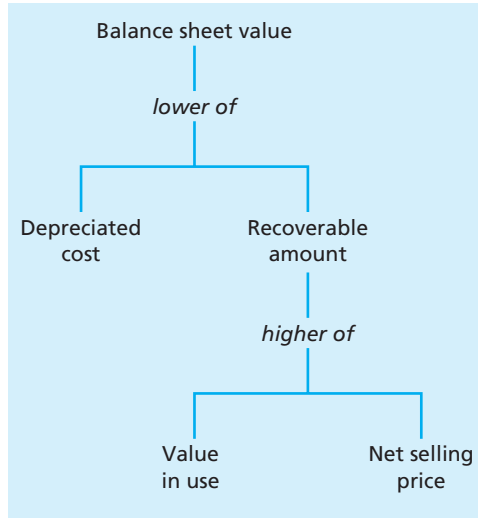 Balance sheet value
lower of
Depreciated
cost
Recoverable
amount
higher of
Value
in use
Net selling
price